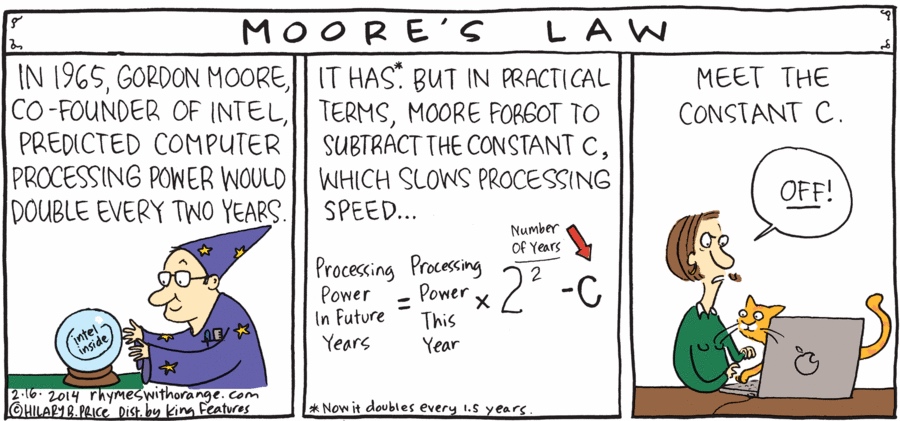 MOORE'S LAW
IN 1965, GORDON MOORE,
CO-FOUNDER OF INTEL,
PREDICTED COMPUTER
PROCESSING POWER WOULD
DOUBLE EVERY TWO YEARS.
intel
inside
2.16.2014 rhymeswithorange.com
©HILARY B. PRICE Dist. by King Features
IT HAS*. BUT IN PRACTICAL
TERMS, MOORE FORGOT TO
SUBTRACT THE CONSTANT C,
WHICH SLOWS PROCESSING
SPEED...
Processing Power In Future Years = Processing Power This Year × 2 Number Of Years / 2 - C
* Now it doubles every 1.5 years.
MEET THE
CONSTANT C.
OFF!